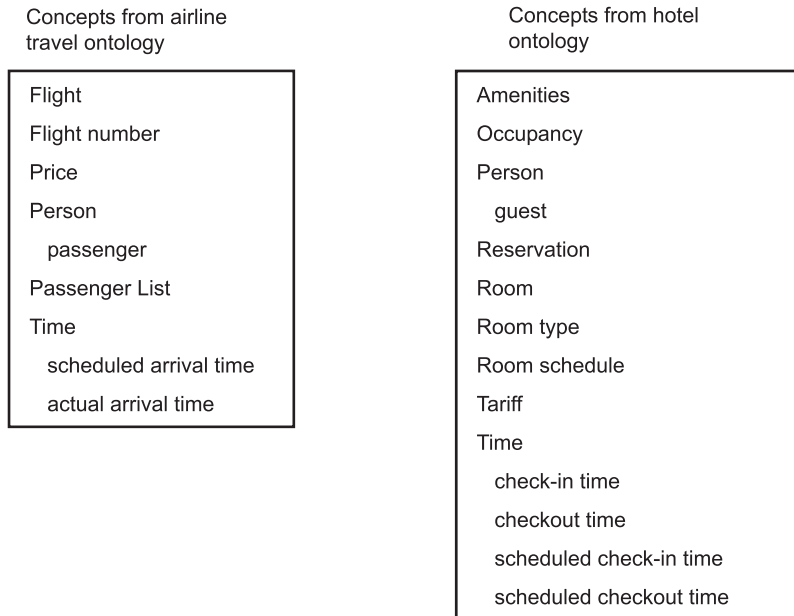 Concepts from airline
travel ontology
Flight
Flight number
Price
Person
passenger
Passenger List
Time
scheduled arrival time
actual arrival time
Concepts from hotel
ontology
Amenities
Occupancy
Person
guest
Reservation
Room
Room type
Room schedule
Tariff
Time
check-in time
checkout time
scheduled check-in time
scheduled checkout time